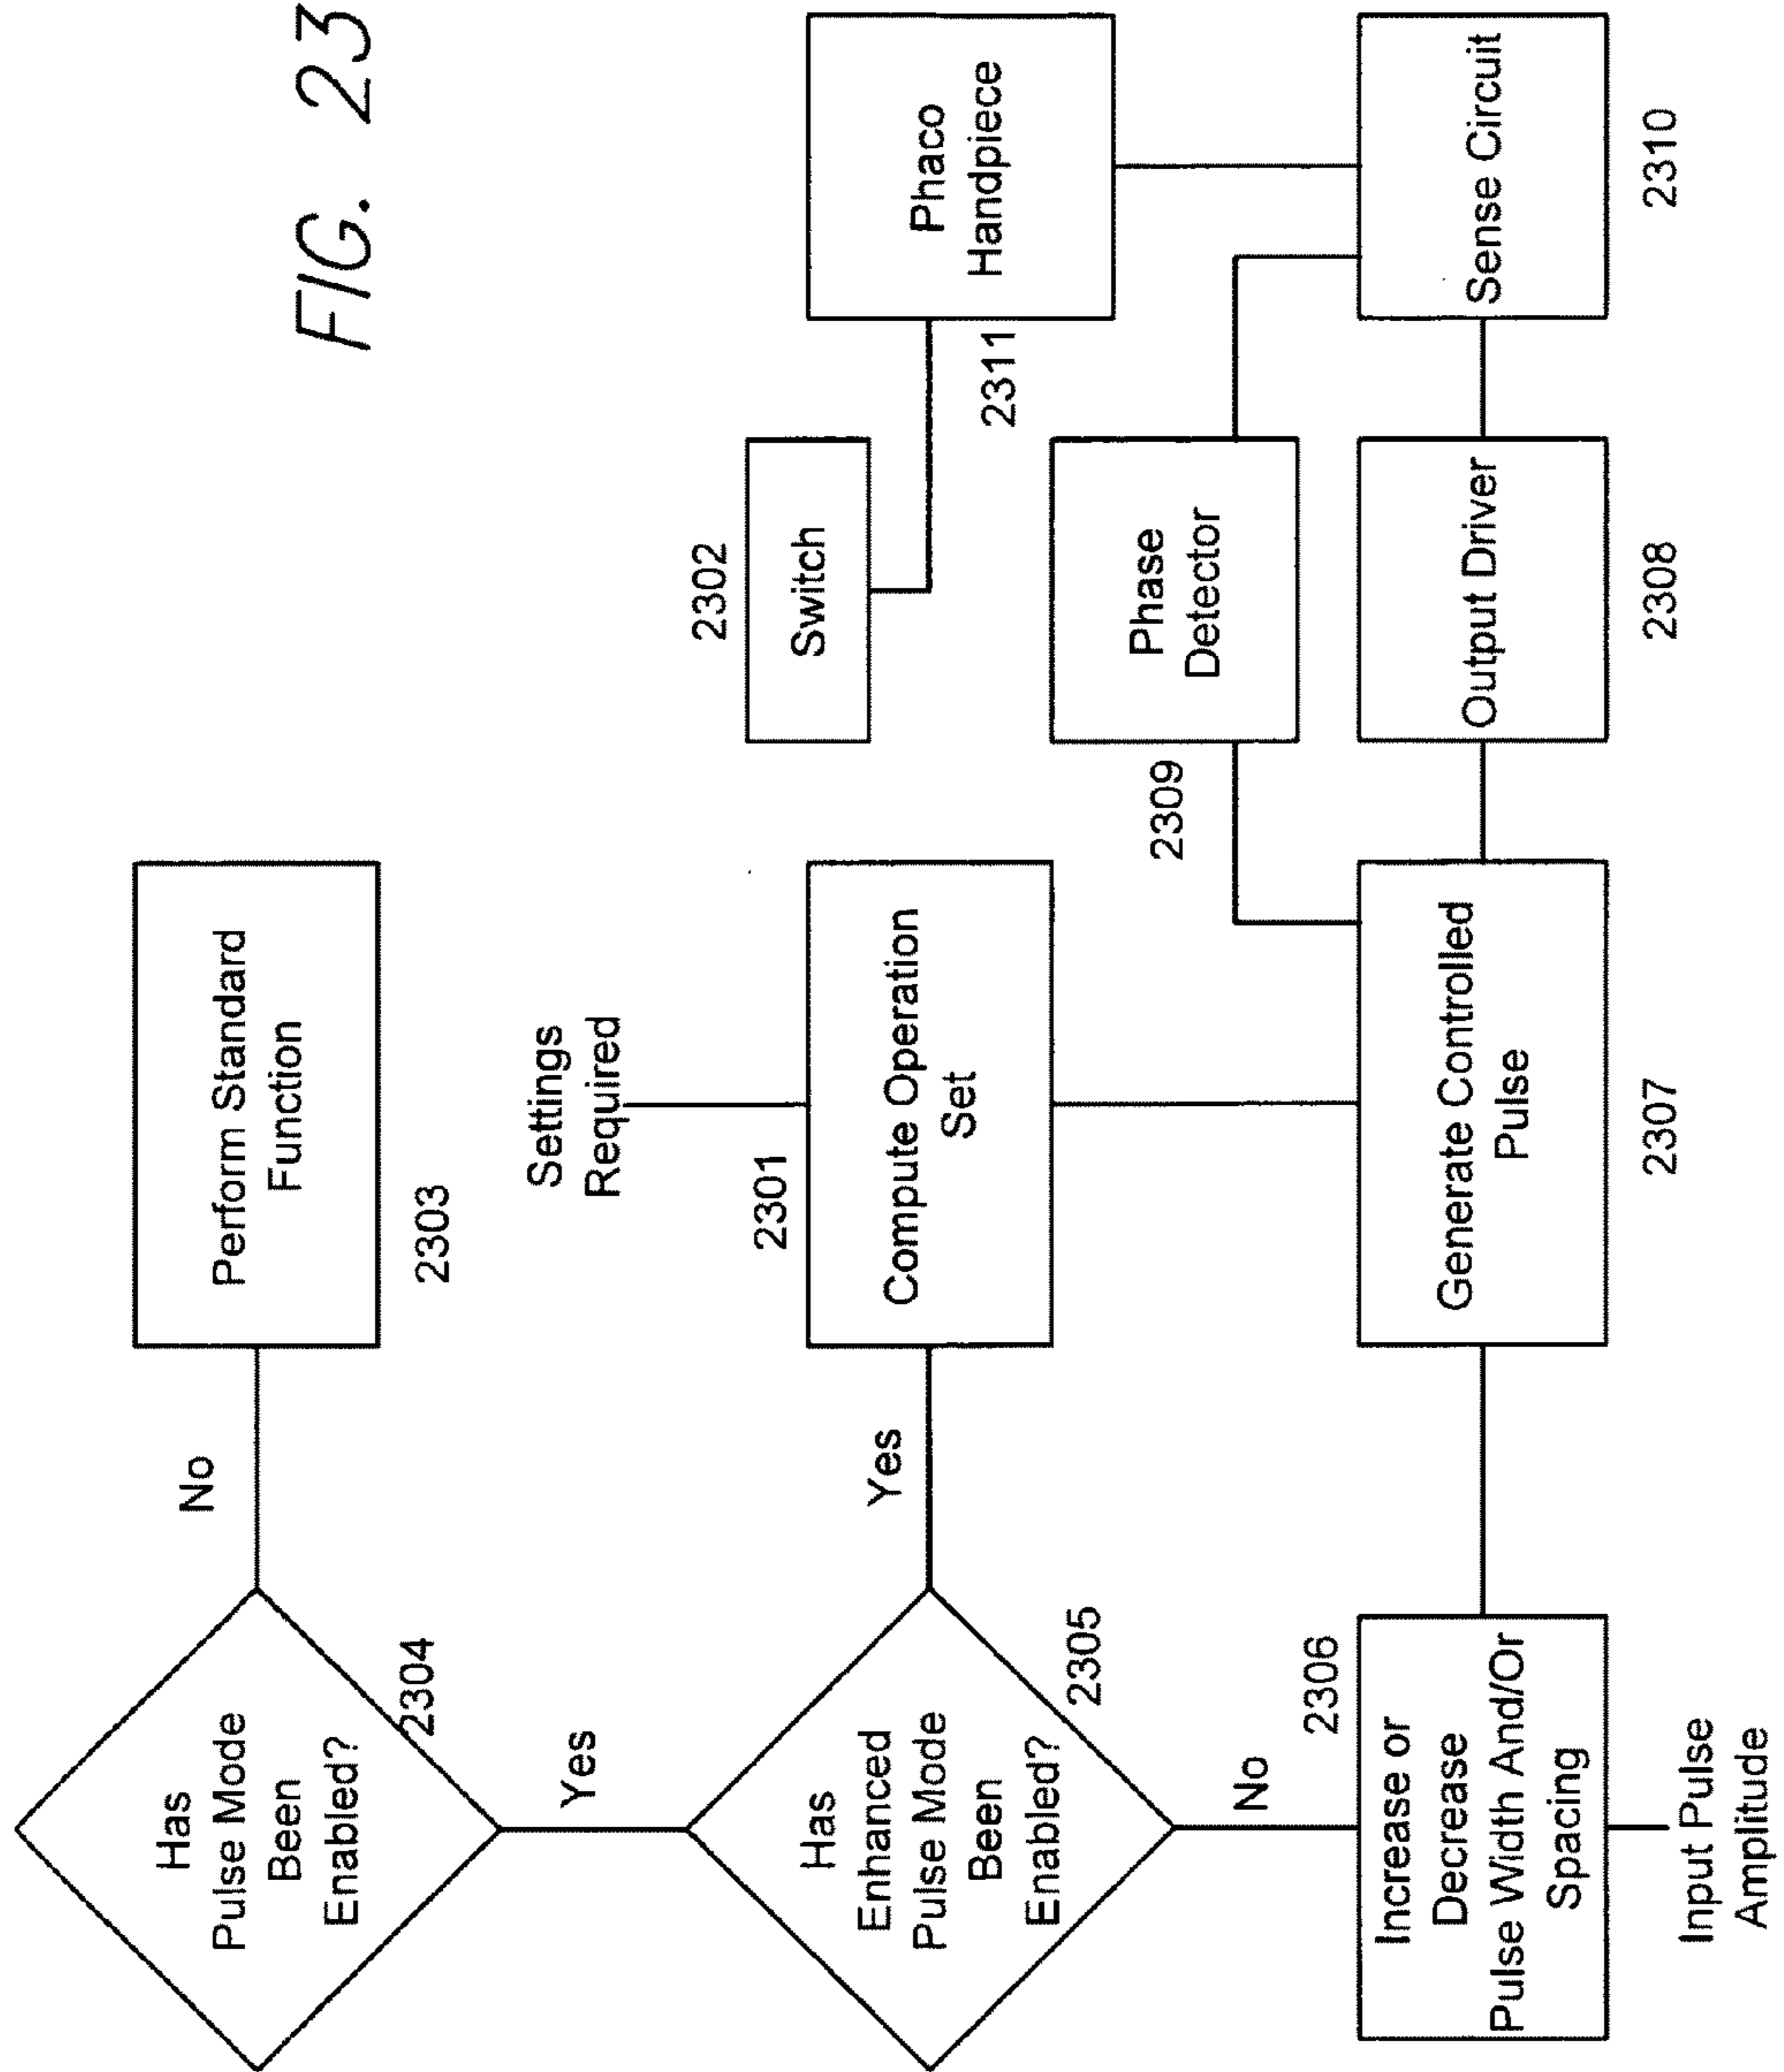 FIG. 23
Has
Pulse Mode
Been
Enabled?
2304
No
Perform Standard
Function
2303
Yes
Has
Enhanced
Pulse Mode
Been
Enabled?
2305
Yes
Settings
Required
2301
Compute Operation
Set
2302
Switch
Phaco
Handpiece
2311
No
2306
Increase or
Decrease
Pulse Width And/Or
Spacing
Input Pulse
Amplitude
Generate Controlled
Pulse
2307
2309
Phase
Detector
Output Driver
2308
Sense Circuit
2310